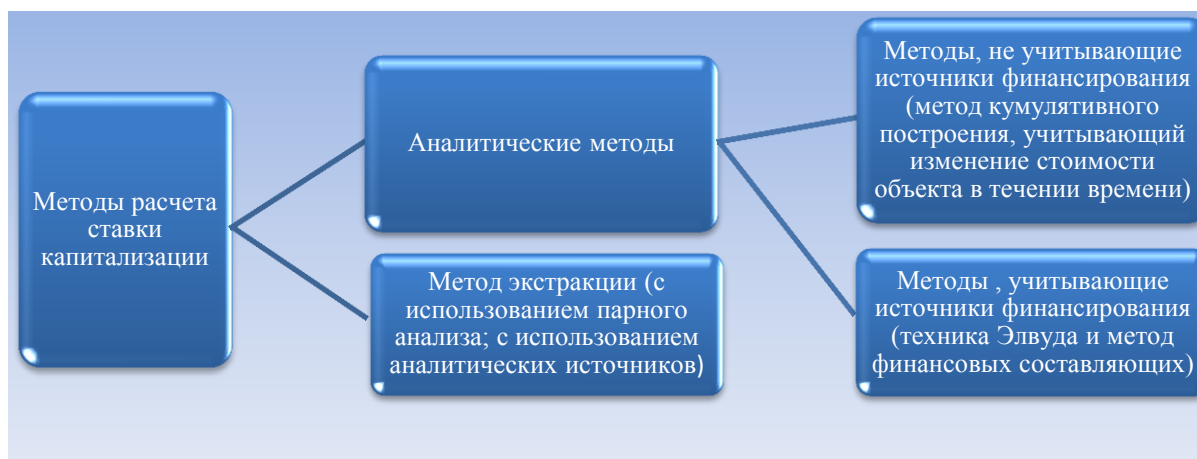 Методы расчета
ставки
капитализации
Аналитические методы
Метод экстракции (с
использованием парного
анализа; с использованием
аналитических источников)
Методы, не учитывающие
источники финансирования
(метод кумулятивного
построения, учитывающий
изменение стоимости
объекта в течении времени)
Методы , учитывающие
источники финансирования
(техника Элвуда и метод
финансовых составляющих)